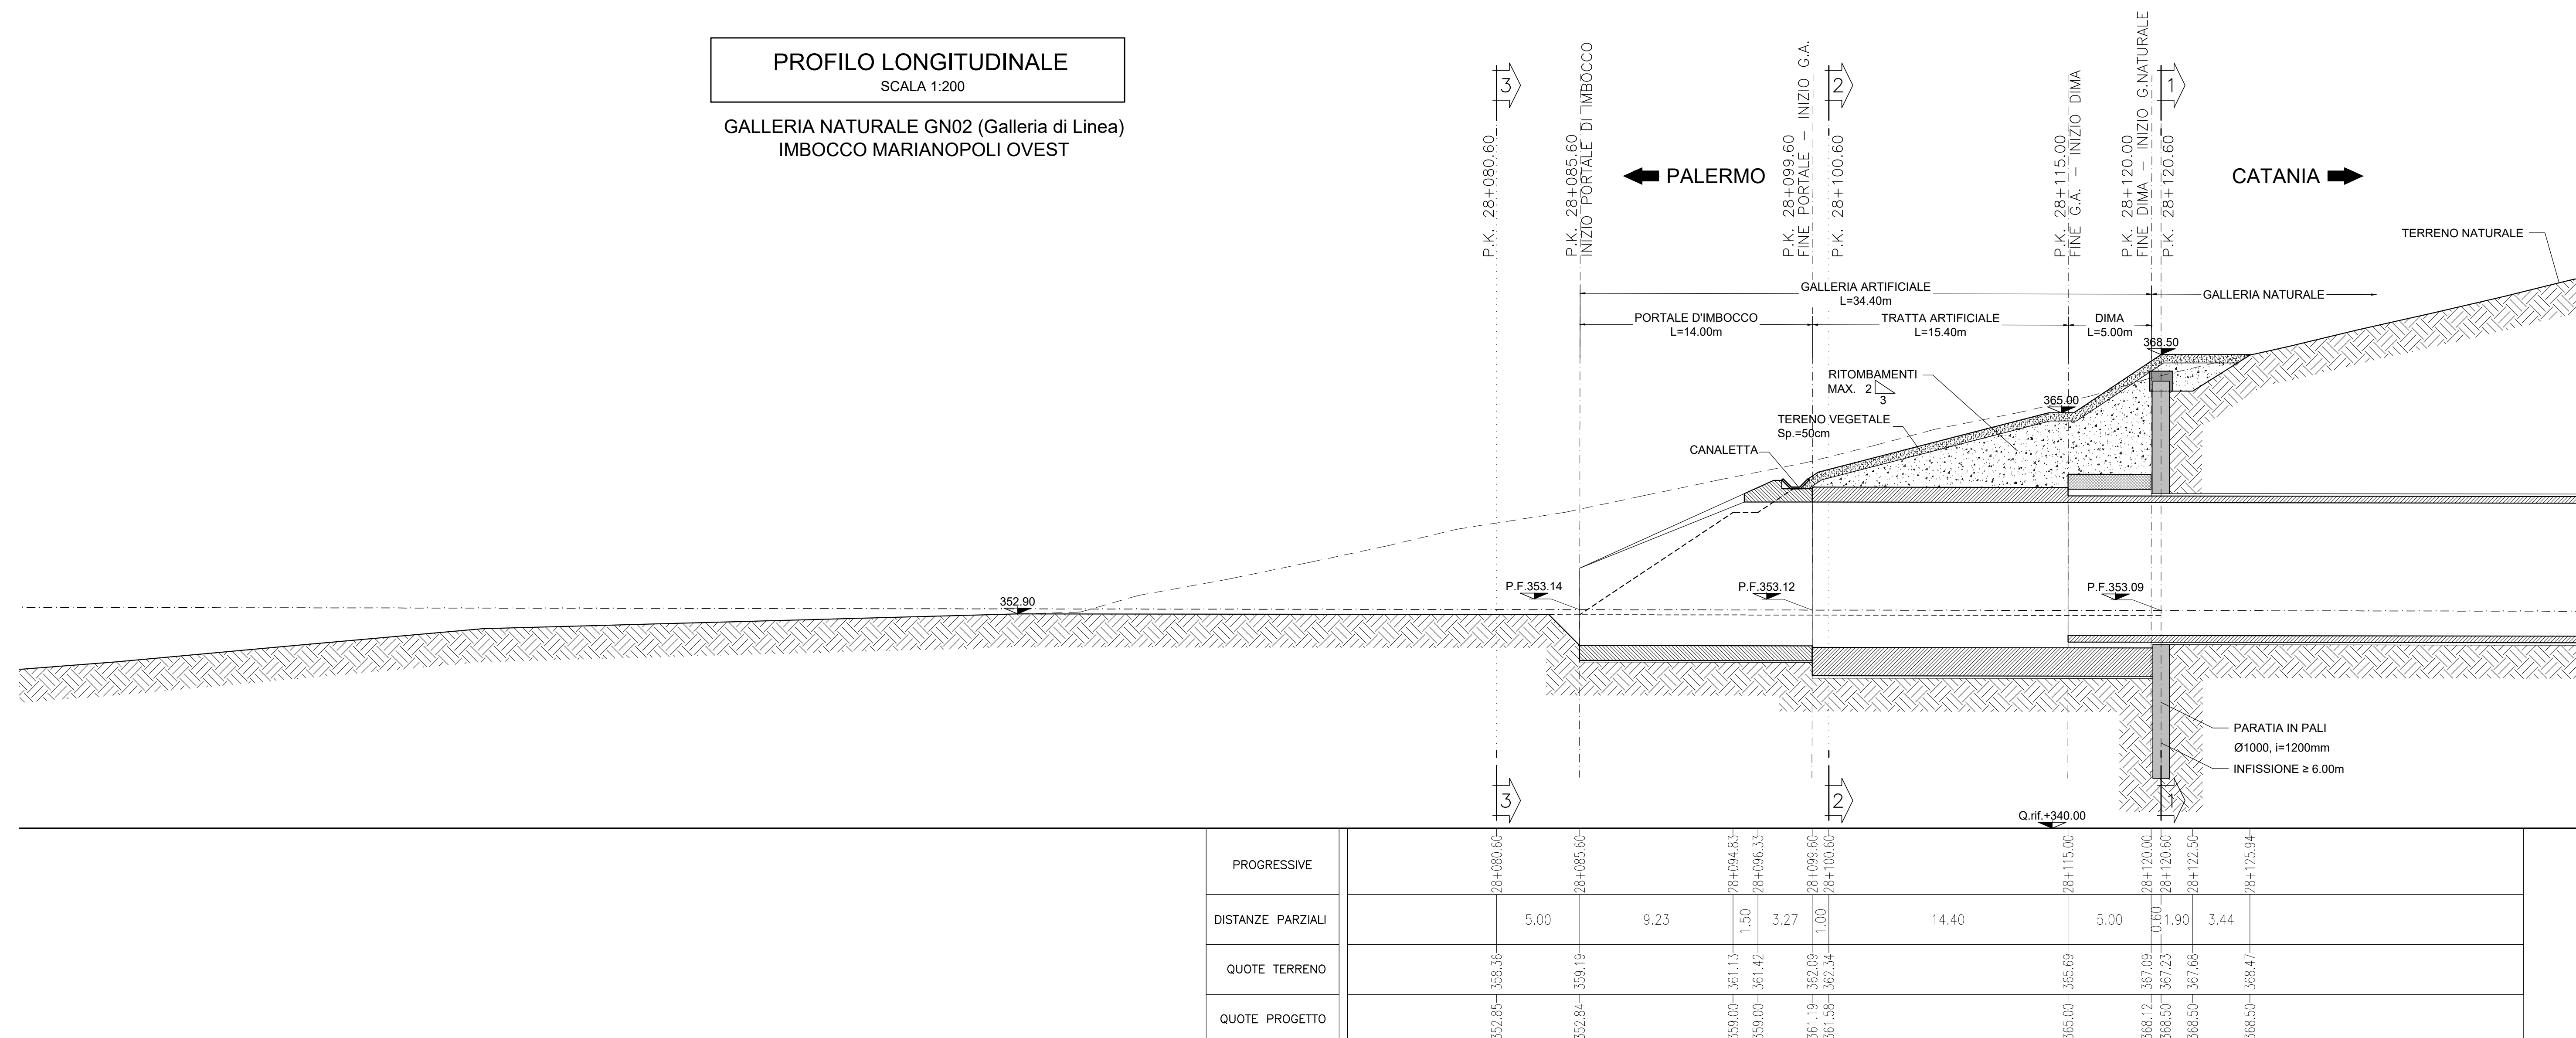 PROFILO LONGITUDINALE
SCALA 1:200
GALLERIA NATURALE GN02 (Galleria di Linea)
IMBOCCO MARIANOPOLI OVEST
3
2
1
P.K. 28+080.60
P.K. 28+085.60
INIZIO PORTALE DI IMBOCCO
P.K. 28+099.60
FINE PORTALE – INIZIO G.A.
P.K. 28+100.60
P.K. 28+115.00
FINE G.A. – INIZIO DIMA
P.K. 28+120.00
FINE DIMA – INIZIO G.NATURALE
P.K. 28+120.60
PALERMO
CATANIA
TERRENO NATURALE
GALLERIA ARTIFICIALE
L=34.40m
GALLERIA NATURALE
PORTALE D'IMBOCCO
L=14.00m
TRATTA ARTIFICIALE
L=15.40m
DIMA
L=5.00m
368.50
RITOMBAMENTI
MAX. 2
3
365.00
TERENO VEGETALE
Sp.=50cm
CANALETTA
352.90
P.F.353.14
P.F.353.12
P.F.353.09
PARATIA IN PALI
Ø1000, i=1200mm
INFISSIONE ≥ 6.00m
3
2
1
Q.rif.+340.00
PROGRESSIVE 28+080.60 28+085.60 28+094.83 28+096.33 28+099.60 28+100.60 28+115.00 28+120.00 28+120.60 28+122.50 28+125.94
DISTANZE PARZIALI 5.00 9.23 1.50 3.27 1.00 14.40 5.00 0.60 1.90 3.44
QUOTE TERRENO 358.36 359.19 361.13 361.42 362.09 362.34 365.69 367.09 367.23 367.68 368.47
QUOTE PROGETTO 352.85 352.84 359.00 359.00 361.19 361.58 365.00 368.12 368.50 368.50 368.50